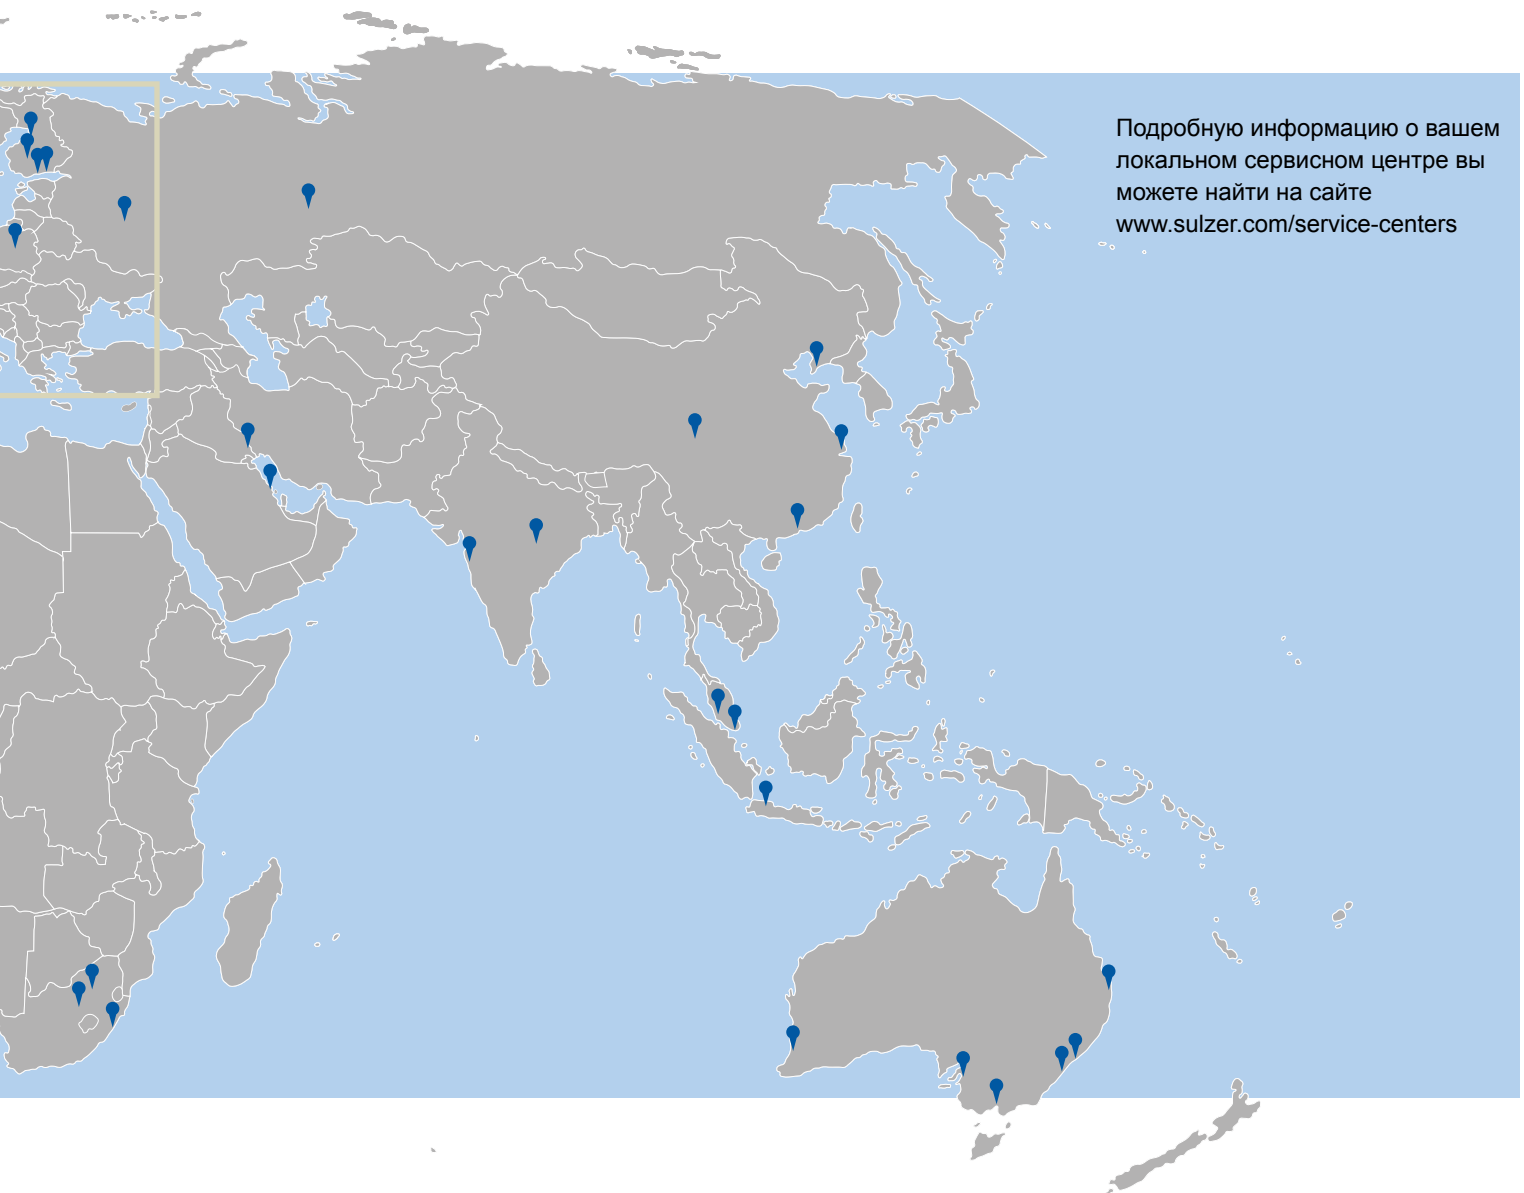 Подробную информацию о вашем
локальном сервисном центре вы
можете найти на сайте
www.sulzer.com/service-centers